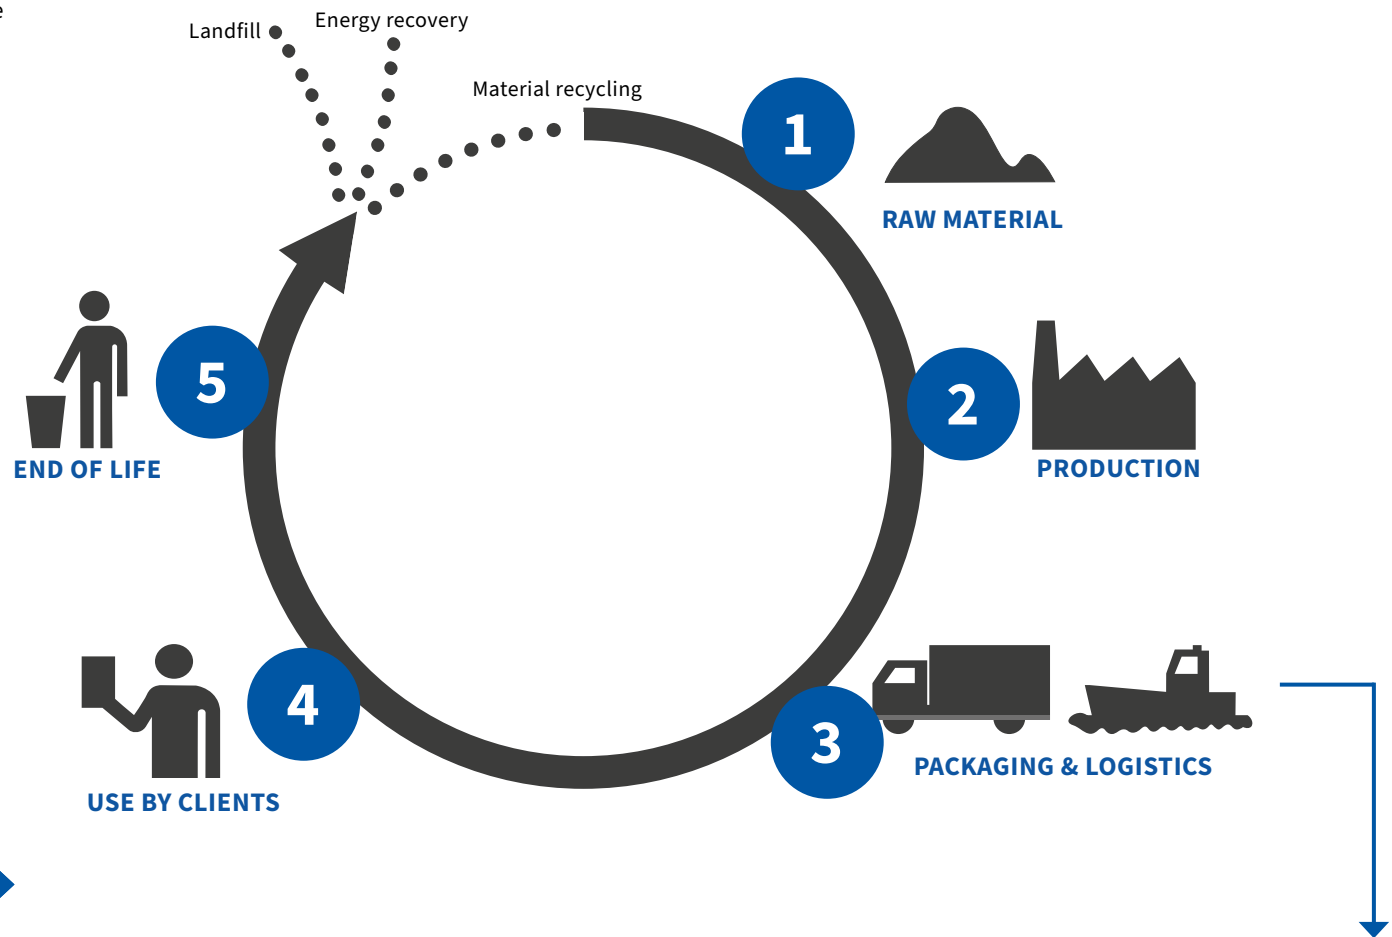 e
Landfill
Energy recovery
Material recycling
1
RAW MATERIAL
2
PRODUCTION
3
PACKAGING & LOGISTICS
4
USE BY CLIENTS
5
END OF LIFE